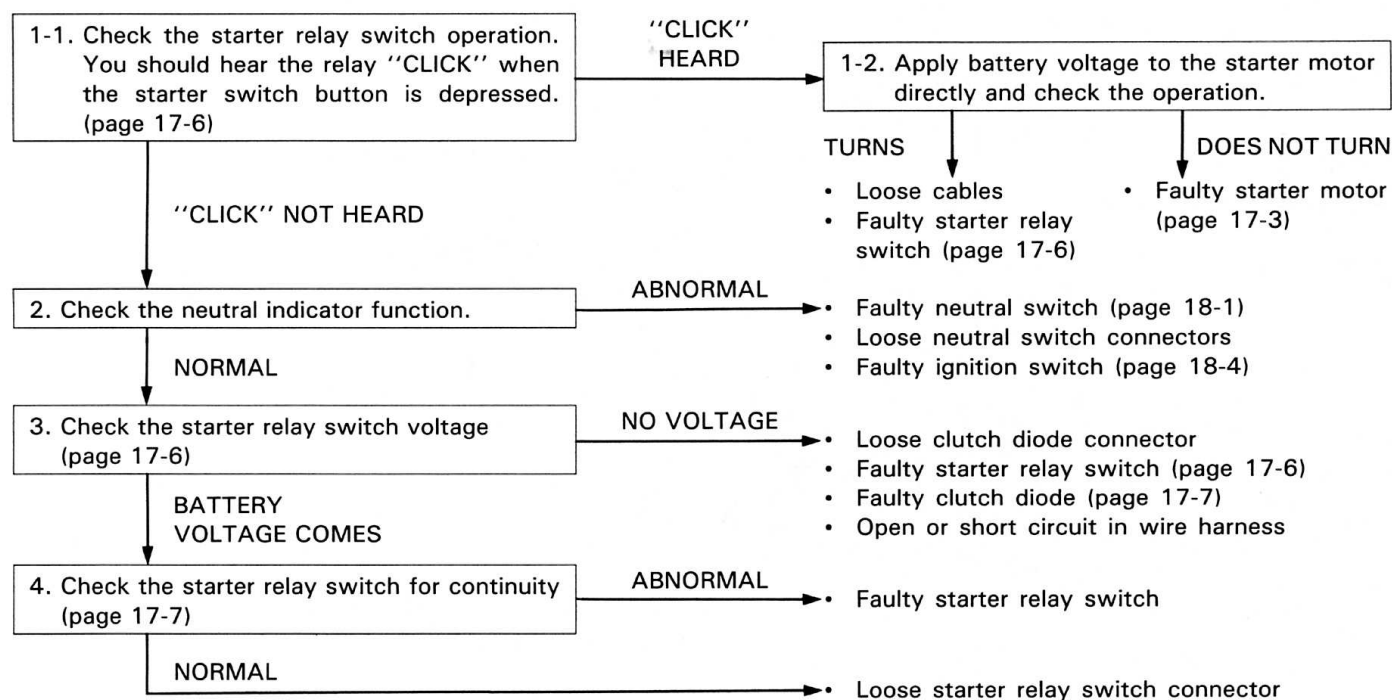 1-1. Check the starter relay switch operation.
You should hear the relay ''CLICK'' when
the starter switch button is depressed.
(page 17-6)
''CLICK''
HEARD
1-2. Apply battery voltage to the starter motor
directly and check the operation.
TURNS
• Loose cables
• Faulty starter relay
switch (page 17-6)
DOES NOT TURN
• Faulty starter motor
(page 17-3)
''CLICK'' NOT HEARD
2. Check the neutral indicator function.
ABNORMAL
• Faulty neutral switch (page 18-1)
• Loose neutral switch connectors
• Faulty ignition switch (page 18-4)
NORMAL
3. Check the starter relay switch voltage
(page 17-6)
NO VOLTAGE
• Loose clutch diode connector
• Faulty starter relay switch (page 17-6)
• Faulty clutch diode (page 17-7)
• Open or short circuit in wire harness
BATTERY
VOLTAGE COMES
4. Check the starter relay switch for continuity
(page 17-7)
ABNORMAL
• Faulty starter relay switch
NORMAL
• Loose starter relay switch connector